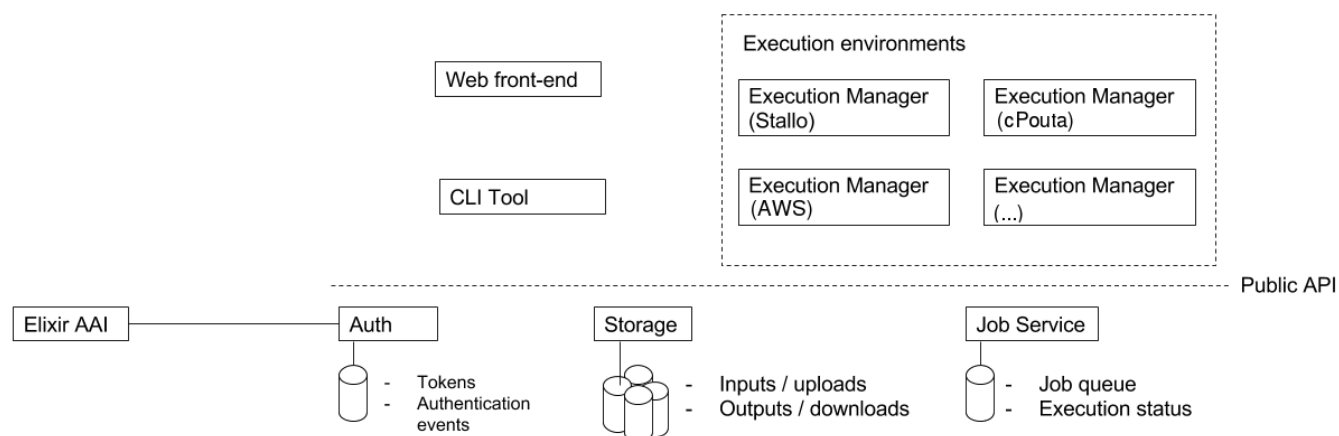 Execution environments
Web front-end
Execution Manager
(Stallo)
Execution Manager
(cPouta)
CLI Tool
Execution Manager
(AWS)
Execution Manager
(...)
Public API
Elixir AAI
Auth
Storage
Job Service
- Tokens
- Authentication
events
- Inputs / uploads
- Outputs / downloads
- Job queue
- Execution status